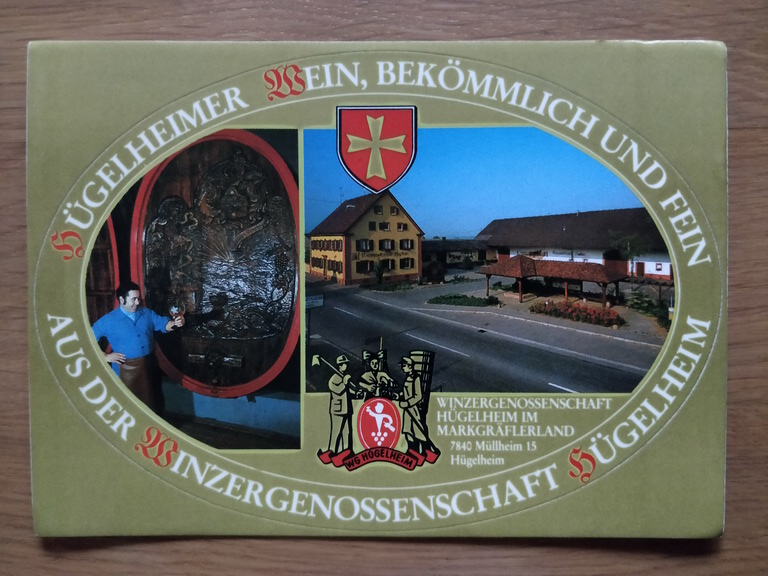 HÜGELHEIMER WEIN, BEKÖMMLICH UND FEIN
AUS DER WINZERGENOSSENSCHAFT HÜGELHEIM
WG HÜGELHEIM
WINZERGENOSSENSCHAFT
HÜGELHEIM IM
MARKGRÄFLERLAND
7840 Müllheim 15
Hügelheim